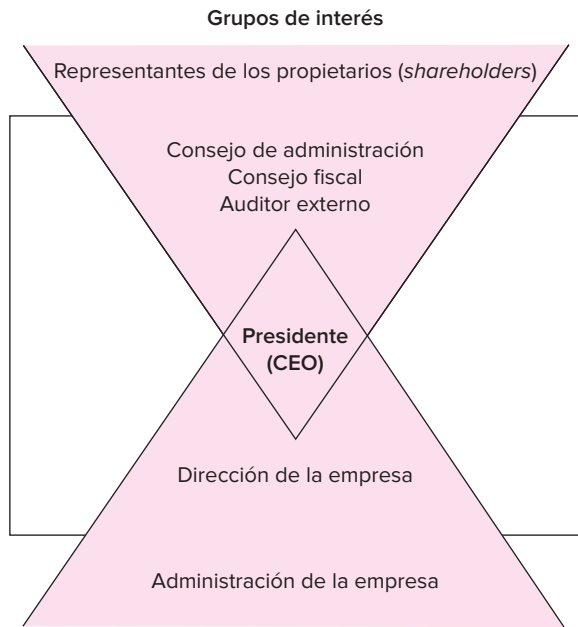 Grupos de interés
Representantes de los propietarios (shareholders)
Consejo de administración
Consejo fiscal
Auditor externo
Presidente
(CEO)
Dirección de la empresa
Administración de la empresa